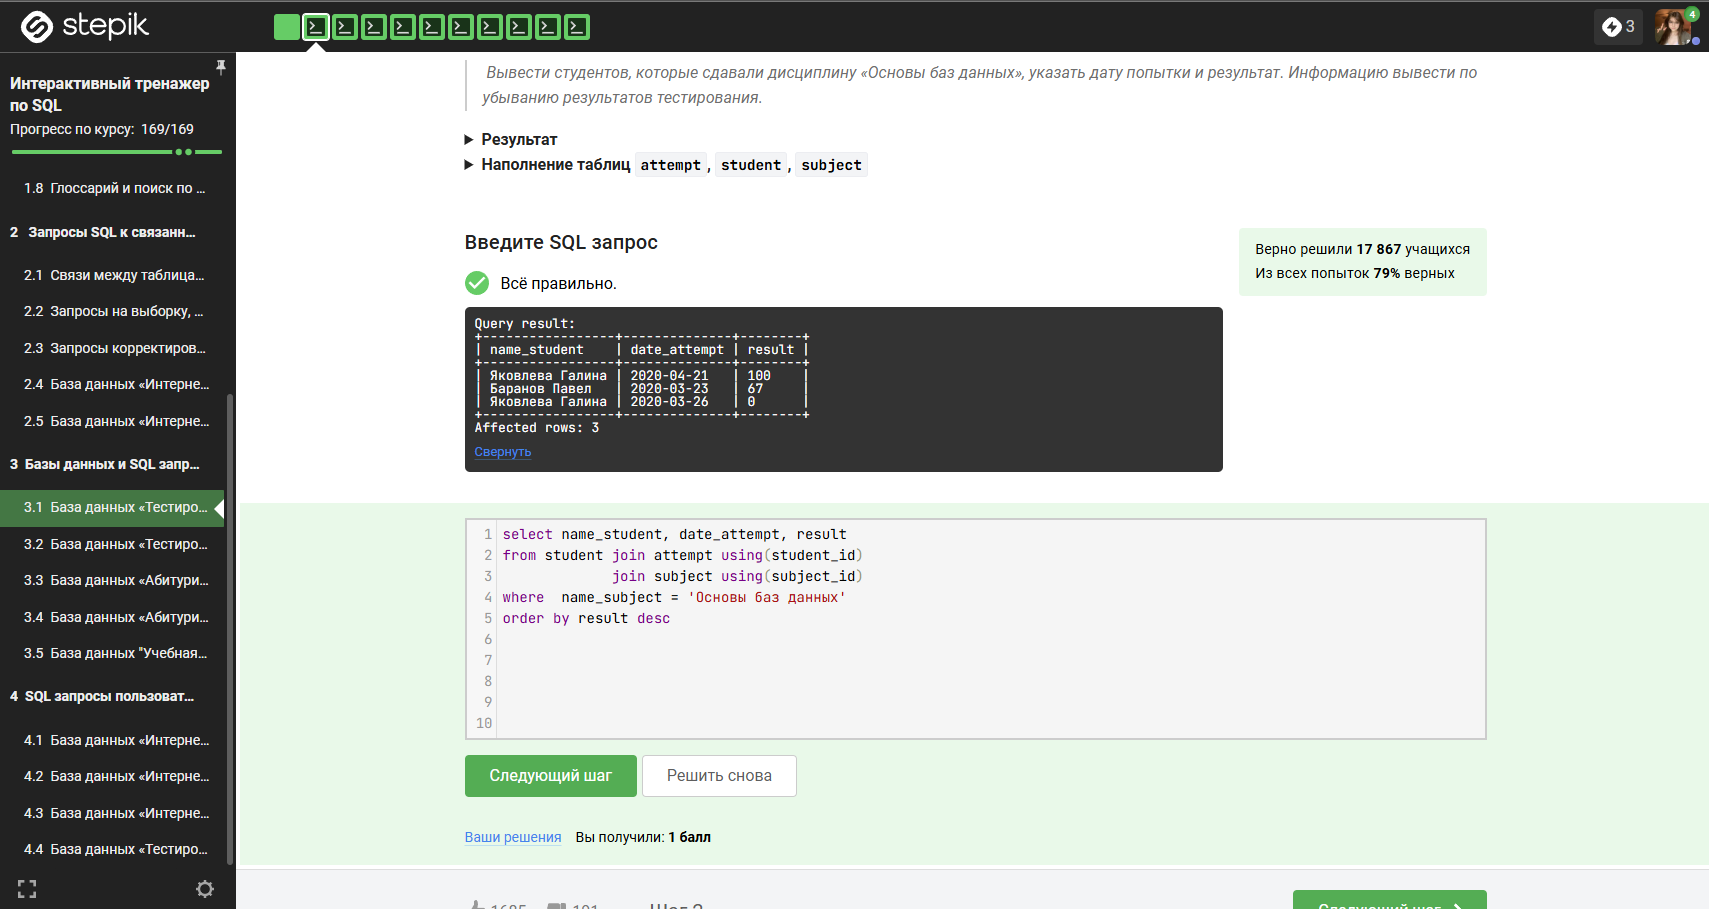 stepik
3
4
Интерактивный тренажер
по SQL
Прогресс по курсу: 169/169
1.8 Глоссарий и поиск по ...
2 Запросы SQL к связанн...
2.1 Связи между таблица...
2.2 Запросы на выборку, ...
2.3 Запросы корректиров...
2.4 База данных «Интерне...
2.5 База данных «Интерне...
3 Базы данных и SQL запр...
3.1 База данных «Тестиро...
3.2 База данных «Тестиро...
3.3 База данных «Абитури...
3.4 База данных «Абитури...
3.5 База данных "Учебная...
4 SQL запросы пользоват...
4.1 База данных «Интерне...
4.2 База данных «Интерне...
4.3 База данных «Интерне...
4.4 База данных «Тестиро...
Вывести студентов, которые сдавали дисциплину «Основы баз данных», указать дату попытки и результат. Информацию вывести по
убыванию результатов тестирования.
Результат
Наполнение таблиц attempt, student, subject
Введите SQL запрос
Всё правильно.
Верно решили 17 867 учащихся
Из всех попыток 79% верных
Query result:
+-----------------+--------------+--------+
| name_student    | date_attempt | result |
+-----------------+--------------+--------+
| Яковлева Галина | 2020-04-21   | 100    |
| Баранов Павел   | 2020-03-23   | 67     |
| Яковлева Галина | 2020-03-26   | 0      |
+-----------------+--------------+--------+
Affected rows: 3
Свернуть
1 select name_student, date_attempt, result
2 from student join attempt using(student_id)
3 join subject using(subject_id)
4 where name_subject = 'Основы баз данных'
5 order by result desc
6
7
8
9
10
Следующий шаг
Решить снова
Ваши решения Вы получили: 1 балл
Следующий шаг